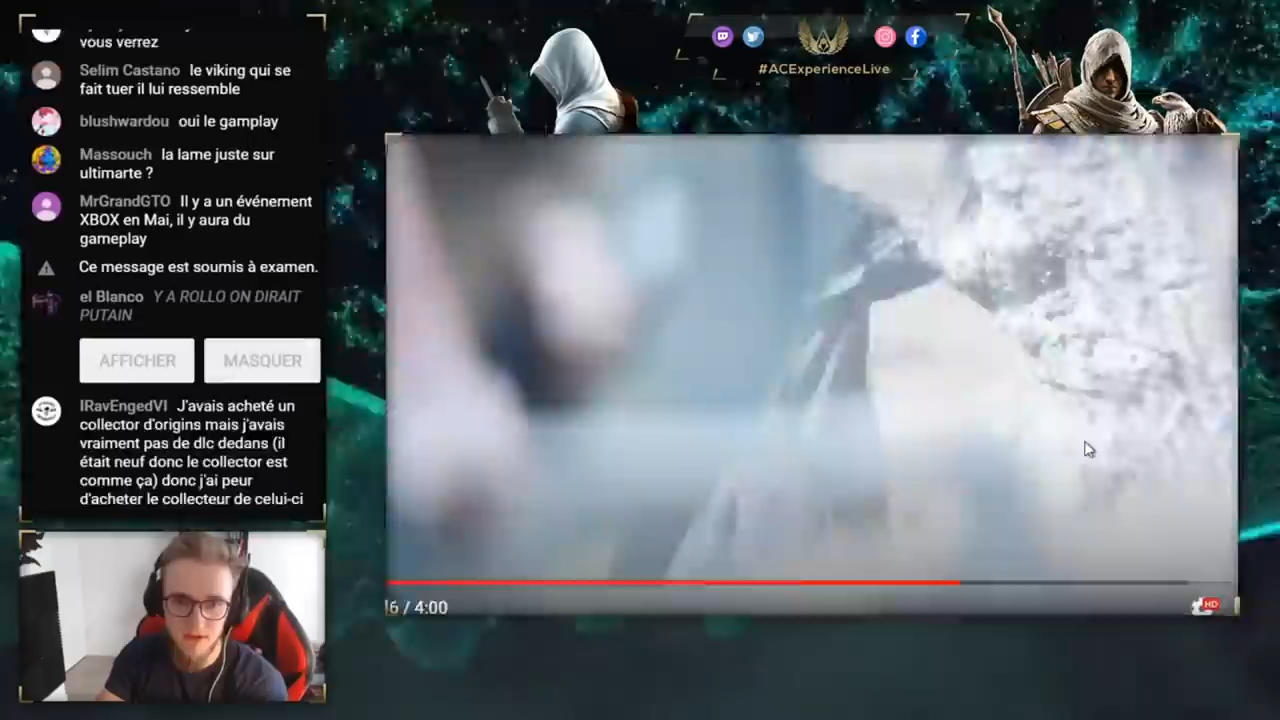 vous verrez
Selim Castano le viking qui se
fait tuer il lui ressemble
blushwardou oui le gamplay
Massouch la lame juste sur
ultimarte ?
MrGrandGTO Il y a un événement
XBOX en Mai, il y aura du
gameplay
Ce message est soumis à examen.
el Blanco Y A ROLLO ON DIRAIT
PUTAIN
AFFICHER MASQUER
IRavEngedVI J'avais acheté un
collector d'origins mais j'avais
vraiment pas de dlc dedans (il
était neuf donc le collector est
comme ça) donc j'ai peur
d'acheter le collecteur de celui-ci
#ACExperienceLive
6 / 4:00
HD